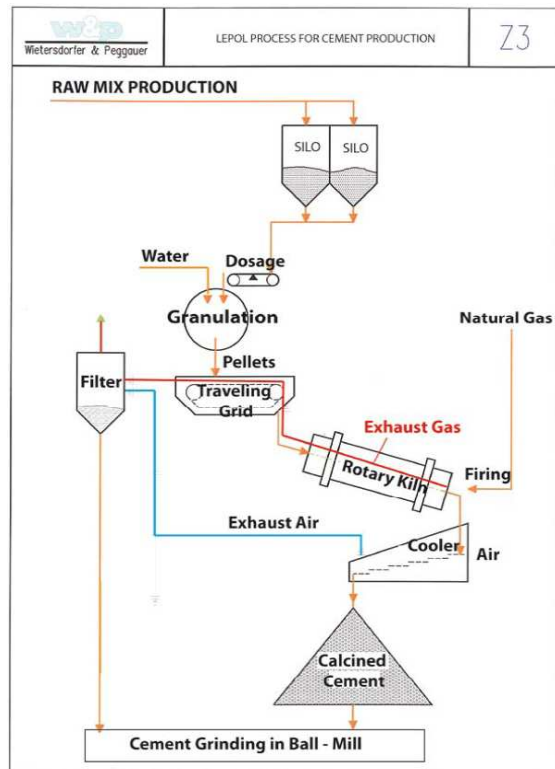 w&p
Wietersdorfer & Peggauer
LEPOL PROCESS FOR CEMENT PRODUCTION
Z3
RAW MIX PRODUCTION
SILO
SILO
Water
Dosage
Granulation
Natural Gas
Pellets
Filter
Traveling
Grid
Exhaust Gas
Rotary Kiln
Firing
Exhaust Air
Cooler
Air
Calcined
Cement
Cement Grinding in Ball - Mill